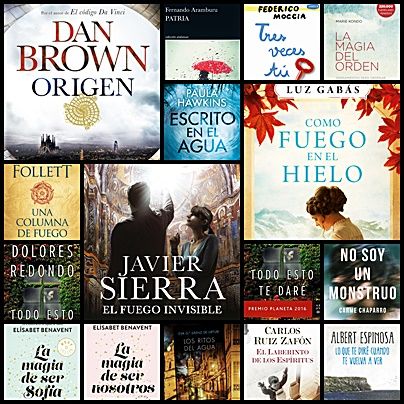 Por el autor de El código Da Vinci
DAN
BROWN
ORIGEN
Fernando Aramburu
PATRIA
FEDERICO
MOCCIA
Tres
veces
tú
MARIE KONDO
LA
MAGIA
DEL
ORDEN
PAULA
HAWKINS
ESCRITO
EN EL
AGUA
LUZ GABÁS
COMO
FUEGO
EN EL
HIELO
FOLLETT
UNA
COLUMNA
DE FUEGO
DOLORES
REDONDO
TODO ESTO
JAVIER
SIERRA
EL FUEGO INVISIBLE
TODO ESTO
TE DARÉ
PREMIO PLANETA 2016
NO SOY
UN
MONSTRUO
CARME CHAPARRO
ELÍSABET BENAVENT
La
magia
de ser
Sofía
ELÍSABET BENAVENT
La
magia
de ser
nosotros
EVA Gª SÁENZ DE URTURI
LOS RITOS
DEL AGUA
CARLOS
RUIZ ZAFÓN
EL LABERINTO
DE LOS ESPÍRITUS
ALBERT ESPINOSA
LO QUE TE DIRÉ CUANDO
TE VUELVA A VER